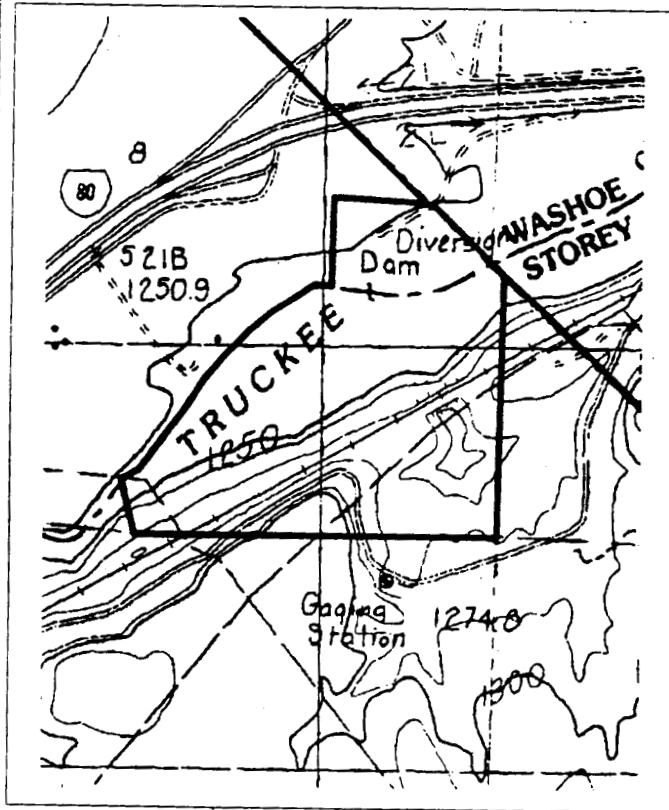 8
80
WASHOE
STOREY
Diversion
Dam
521B
1250.9
TRUCKEE
1250
Gaging
Station
1274.8
1300